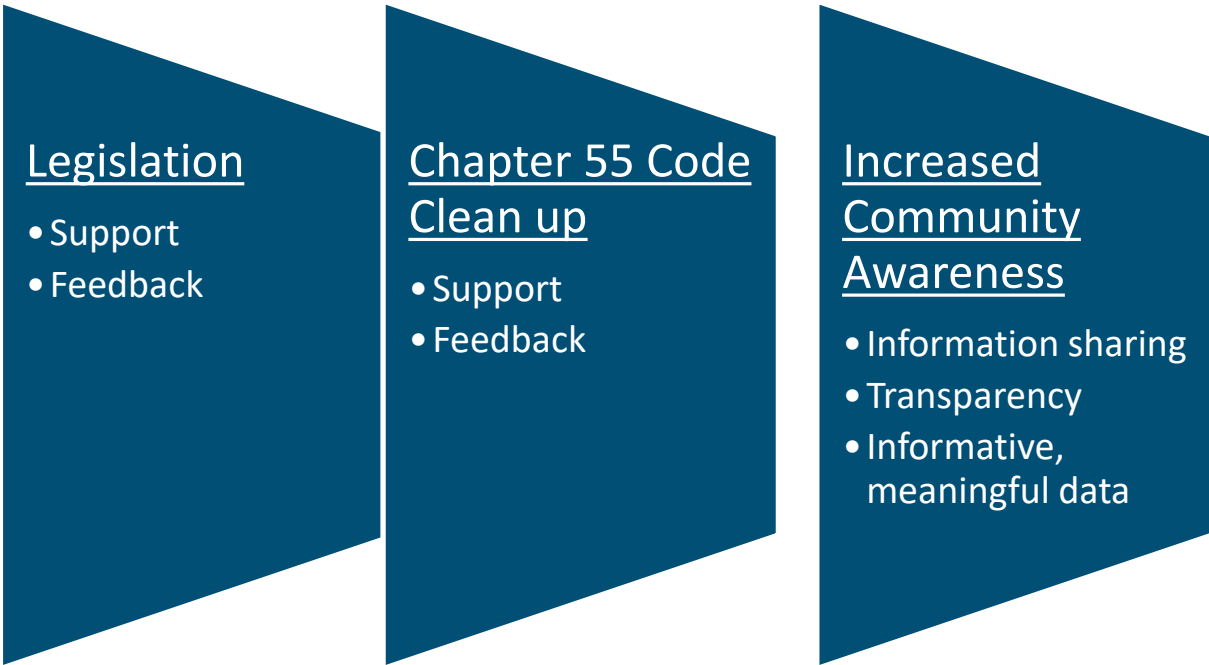 Legislation
• Support
• Feedback
Chapter 55 Code
Clean up
• Support
• Feedback
Increased
Community
Awareness
• Information sharing
• Transparency
• Informative,
meaningful data